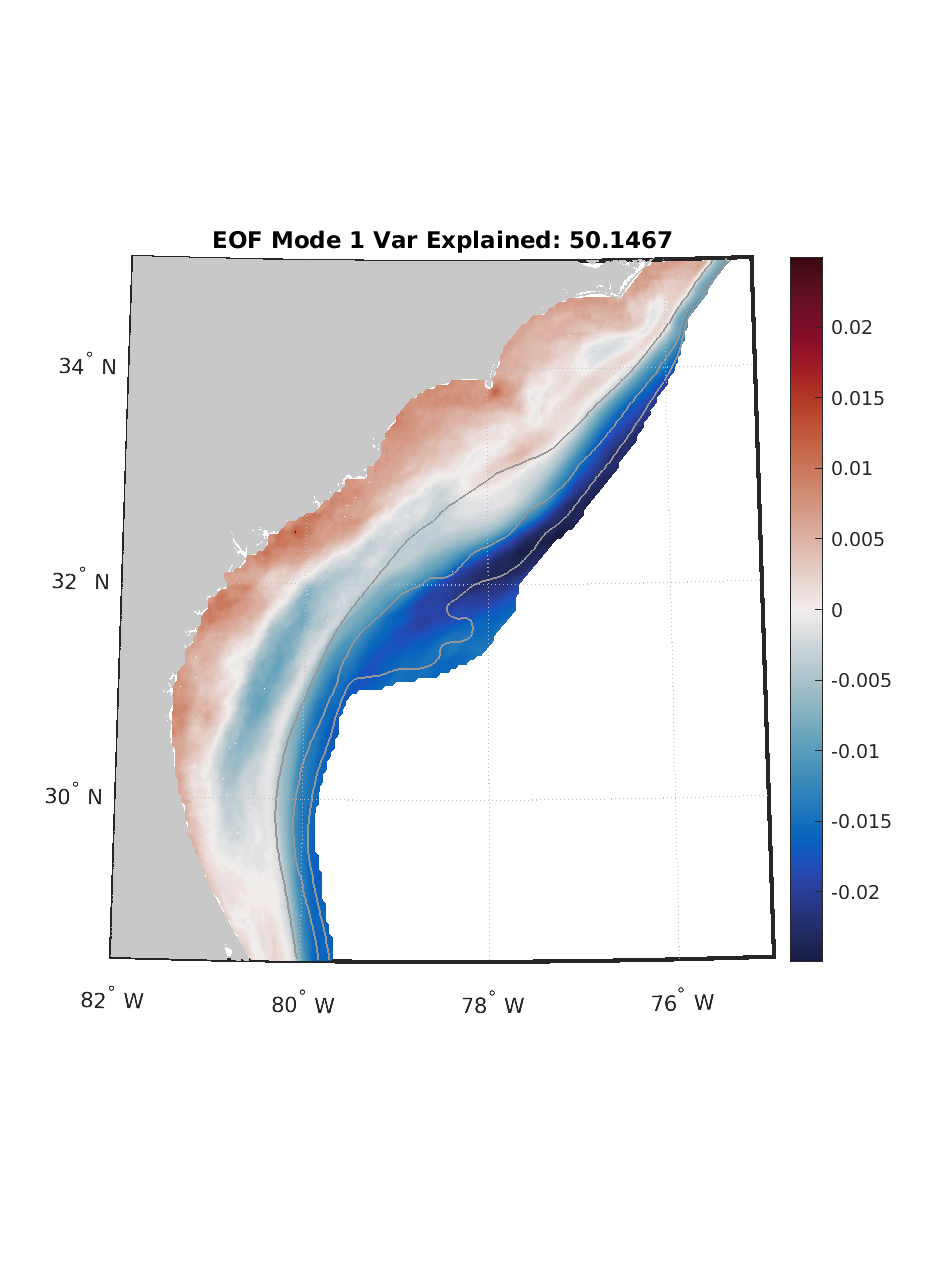 EOF Mode 1 Var Explained: 50.1467
34° N
32° N
30° N
82° W
80° W
78° W
76° W
0.02
0.015
0.01
0.005
0
-0.005
-0.01
-0.015
-0.02